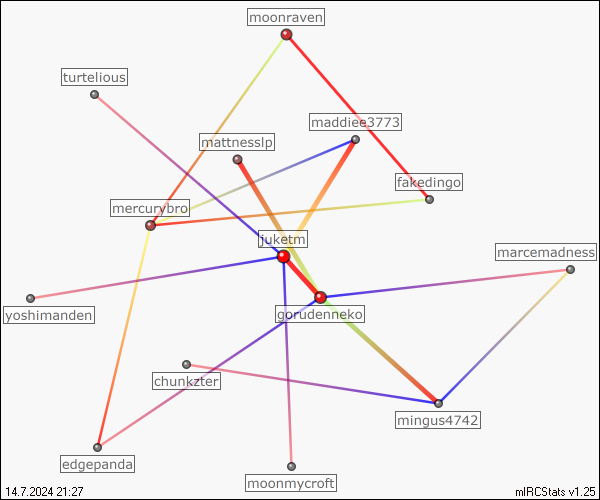 moonraven
turtelious
maddiee3773
mattnesslp
fakedingo
mercurybro
juketm
marcemadness
yoshimanden
gorudenneko
chunkzter
mingus4742
edgepanda
moonmycroft
14.7.2024 21:27
mIRCStats v1.25